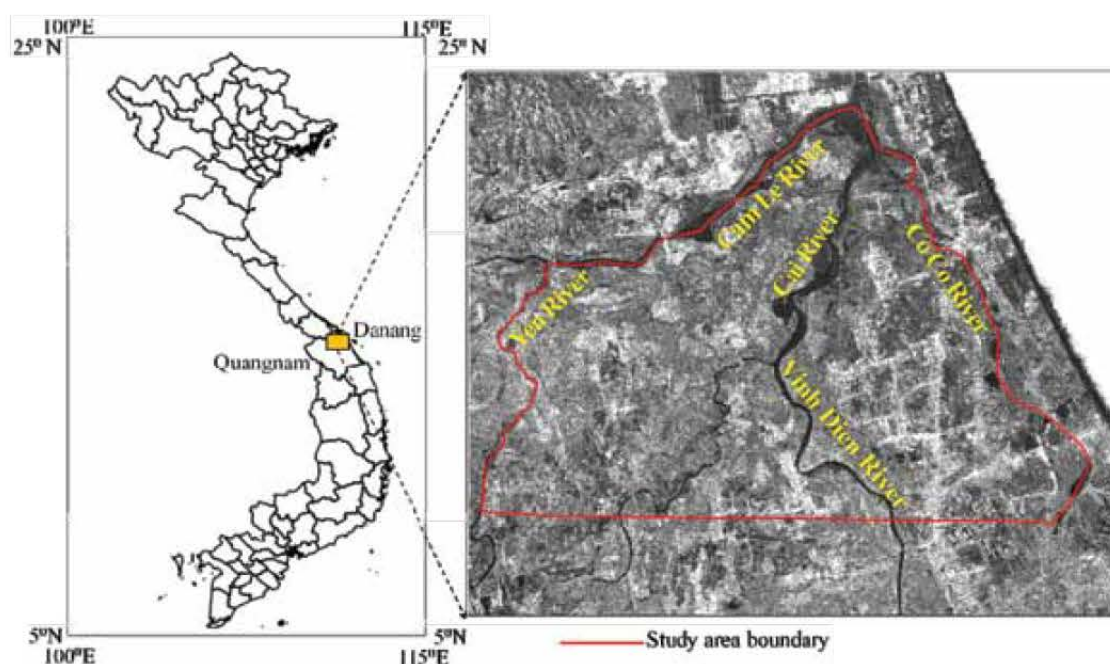 100°E
115°E
25° N
25° N
Danang
Quangnam
5°N
5°N
100°E
115°E
Yen River
Cam Le River
Cai River
Co Co River
Vinh Dien River
Study area boundary